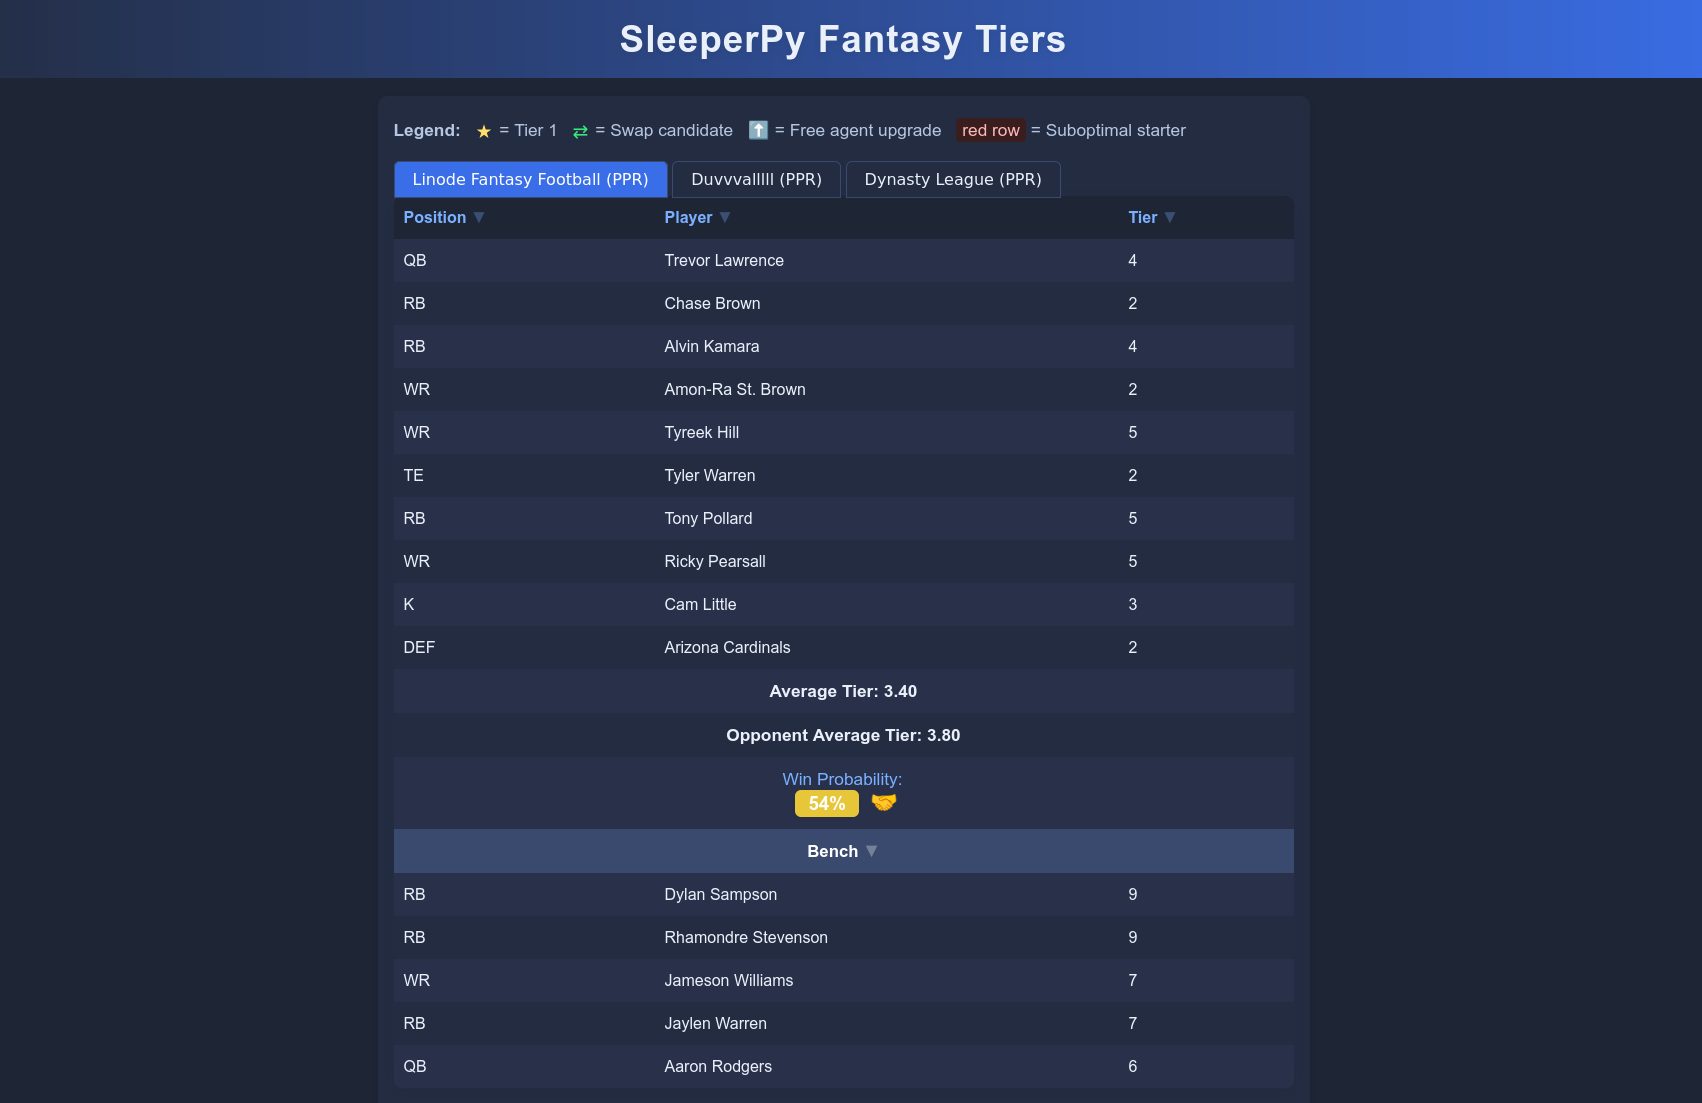 SleeperPy Fantasy Tiers
Legend: ★ = Tier 1 ⇄ = Swap candidate ⬆️ = Free agent upgrade red row = Suboptimal starter
Linode Fantasy Football (PPR) Duvvvalllll (PPR) Dynasty League (PPR)
Position ▼ Player ▼ Tier ▼
QB Trevor Lawrence 4
RB Chase Brown 2
RB Alvin Kamara 4
WR Amon-Ra St. Brown 2
WR Tyreek Hill 5
TE Tyler Warren 2
RB Tony Pollard 5
WR Ricky Pearsall 5
K Cam Little 3
DEF Arizona Cardinals 2
Average Tier: 3.40
Opponent Average Tier: 3.80
Win Probability:
54% 🤝
Bench ▼
RB Dylan Sampson 9
RB Rhamondre Stevenson 9
WR Jameson Williams 7
RB Jaylen Warren 7
QB Aaron Rodgers 6